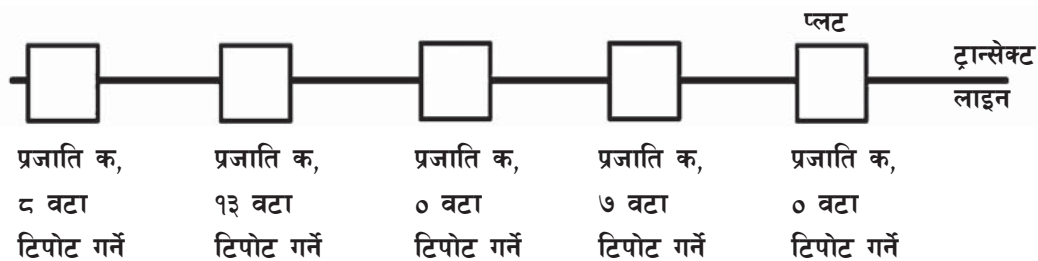 प्लट
ट्रान्सेक्ट
लाइन
प्रजाति क, प्रजाति क, प्रजाति क, प्रजाति क, प्रजाति क,
८ वटा १३ वटा ० वटा ७ वटा ० वटा
टिपोट गर्ने टिपोट गर्ने टिपोट गर्ने टिपोट गर्ने टिपोट गर्ने